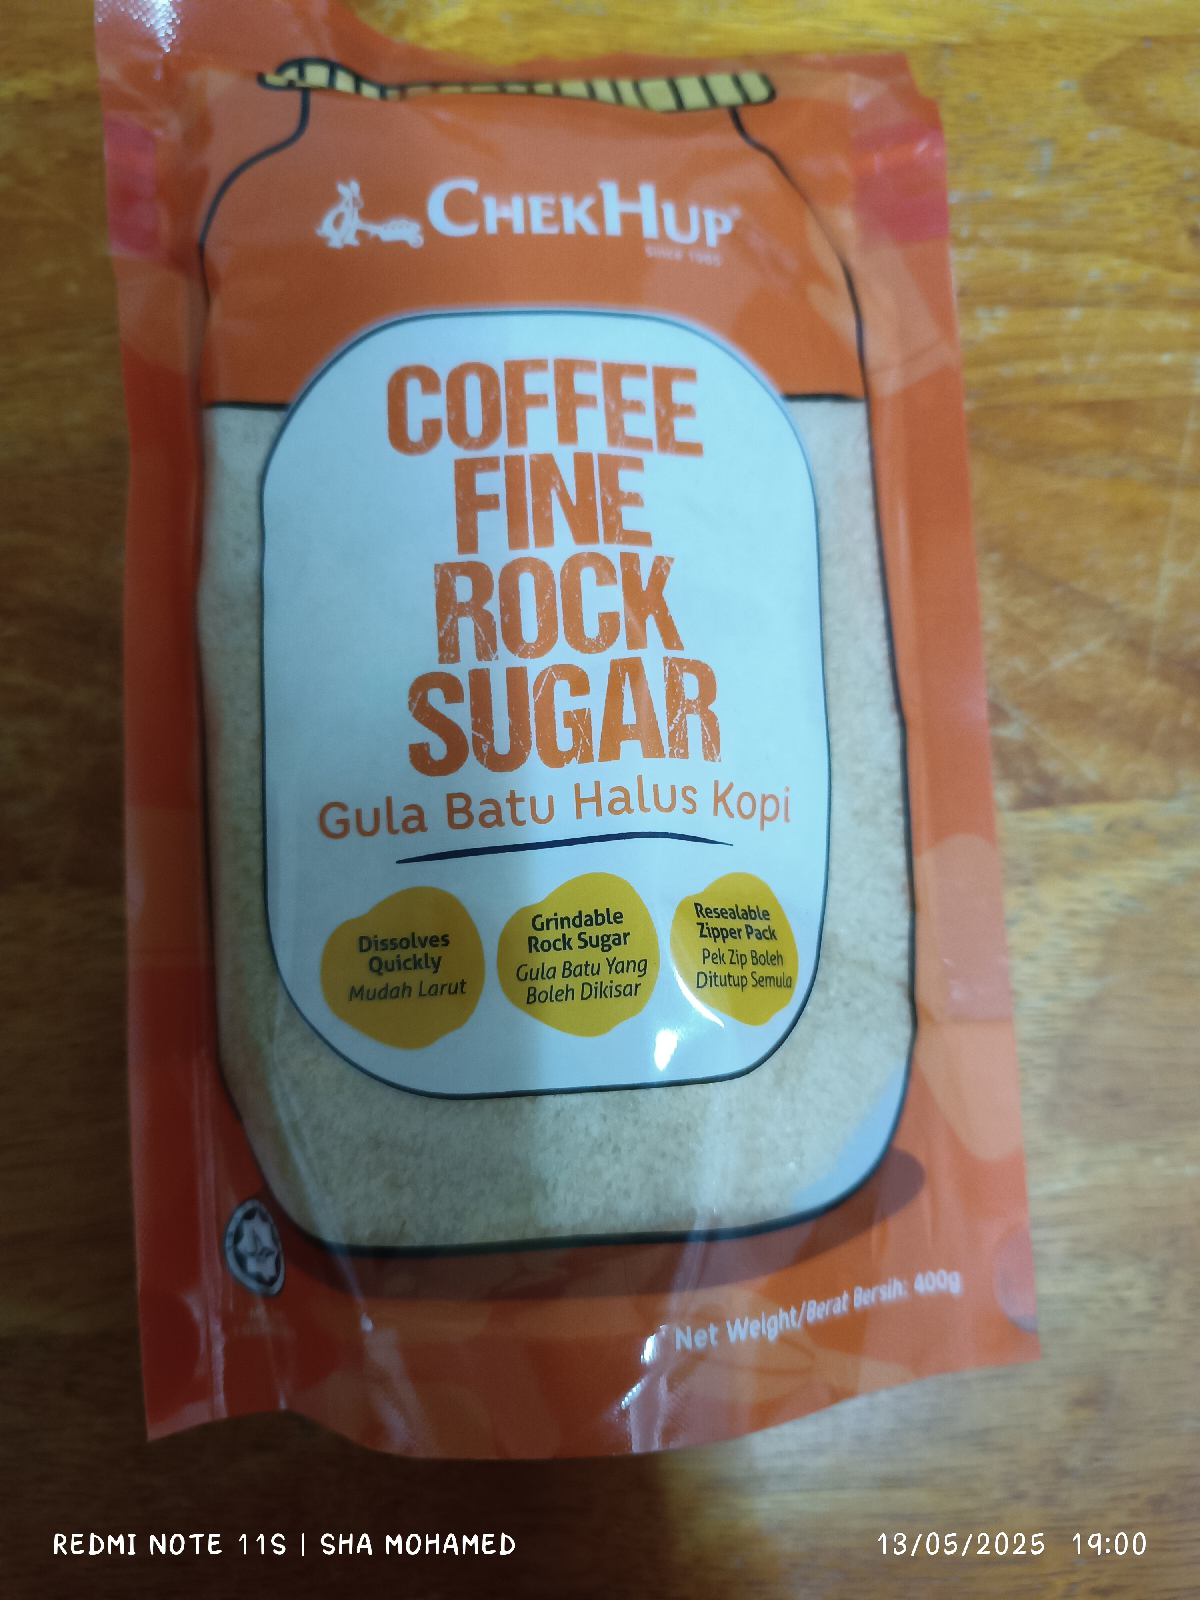 CHEKHUP
Since 1965
COFFEE
FINE
ROCK
SUGAR
Gula Batu Halus Kopi
Dissolves
Quickly
Mudah Larut
Grindable
Rock Sugar
Gula Batu Yang
Boleh Dikisar
Resealable
Zipper Pack
Pek Zip Boleh
Ditutup Semula
Net Weight/Berat Bersih: 400g
REDMI NOTE 11S | SHA MOHAMED
13/05/2025 19:00